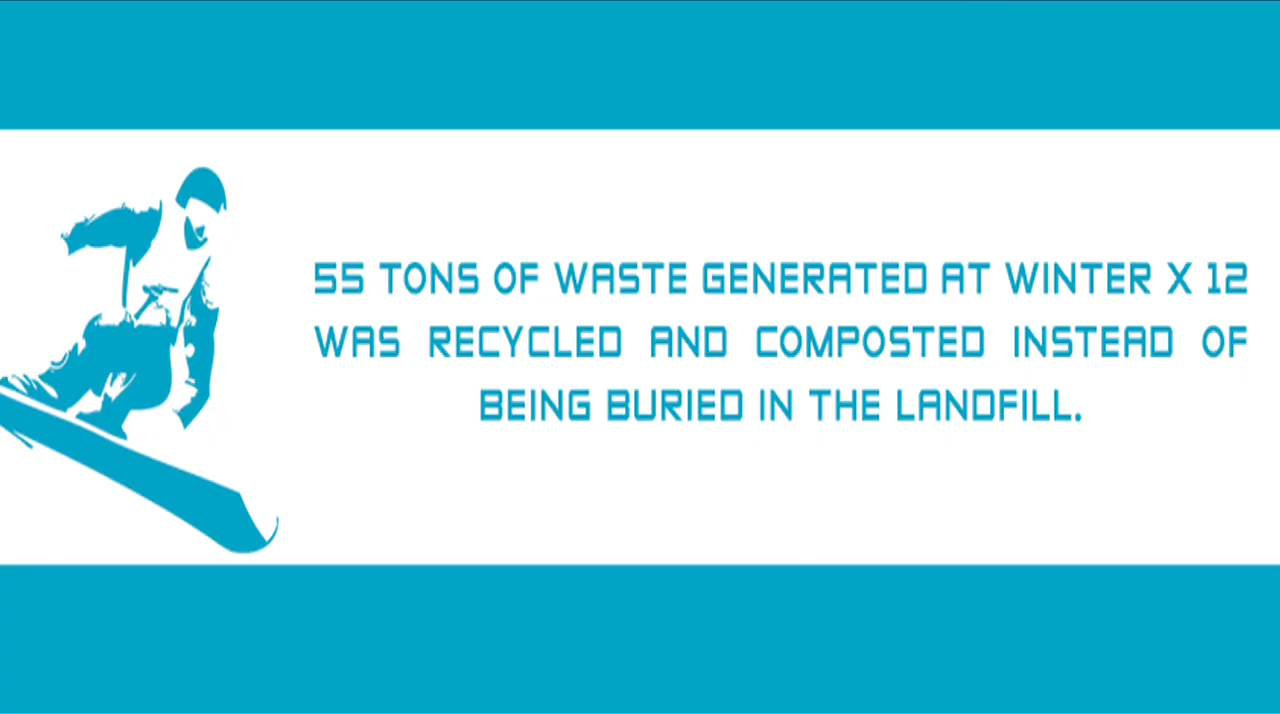 55 TONS OF WASTE GENERATED AT WINTER X 12
WAS RECYCLED AND COMPOSTED INSTEAD OF
BEING BURIED IN THE LANDFILL.